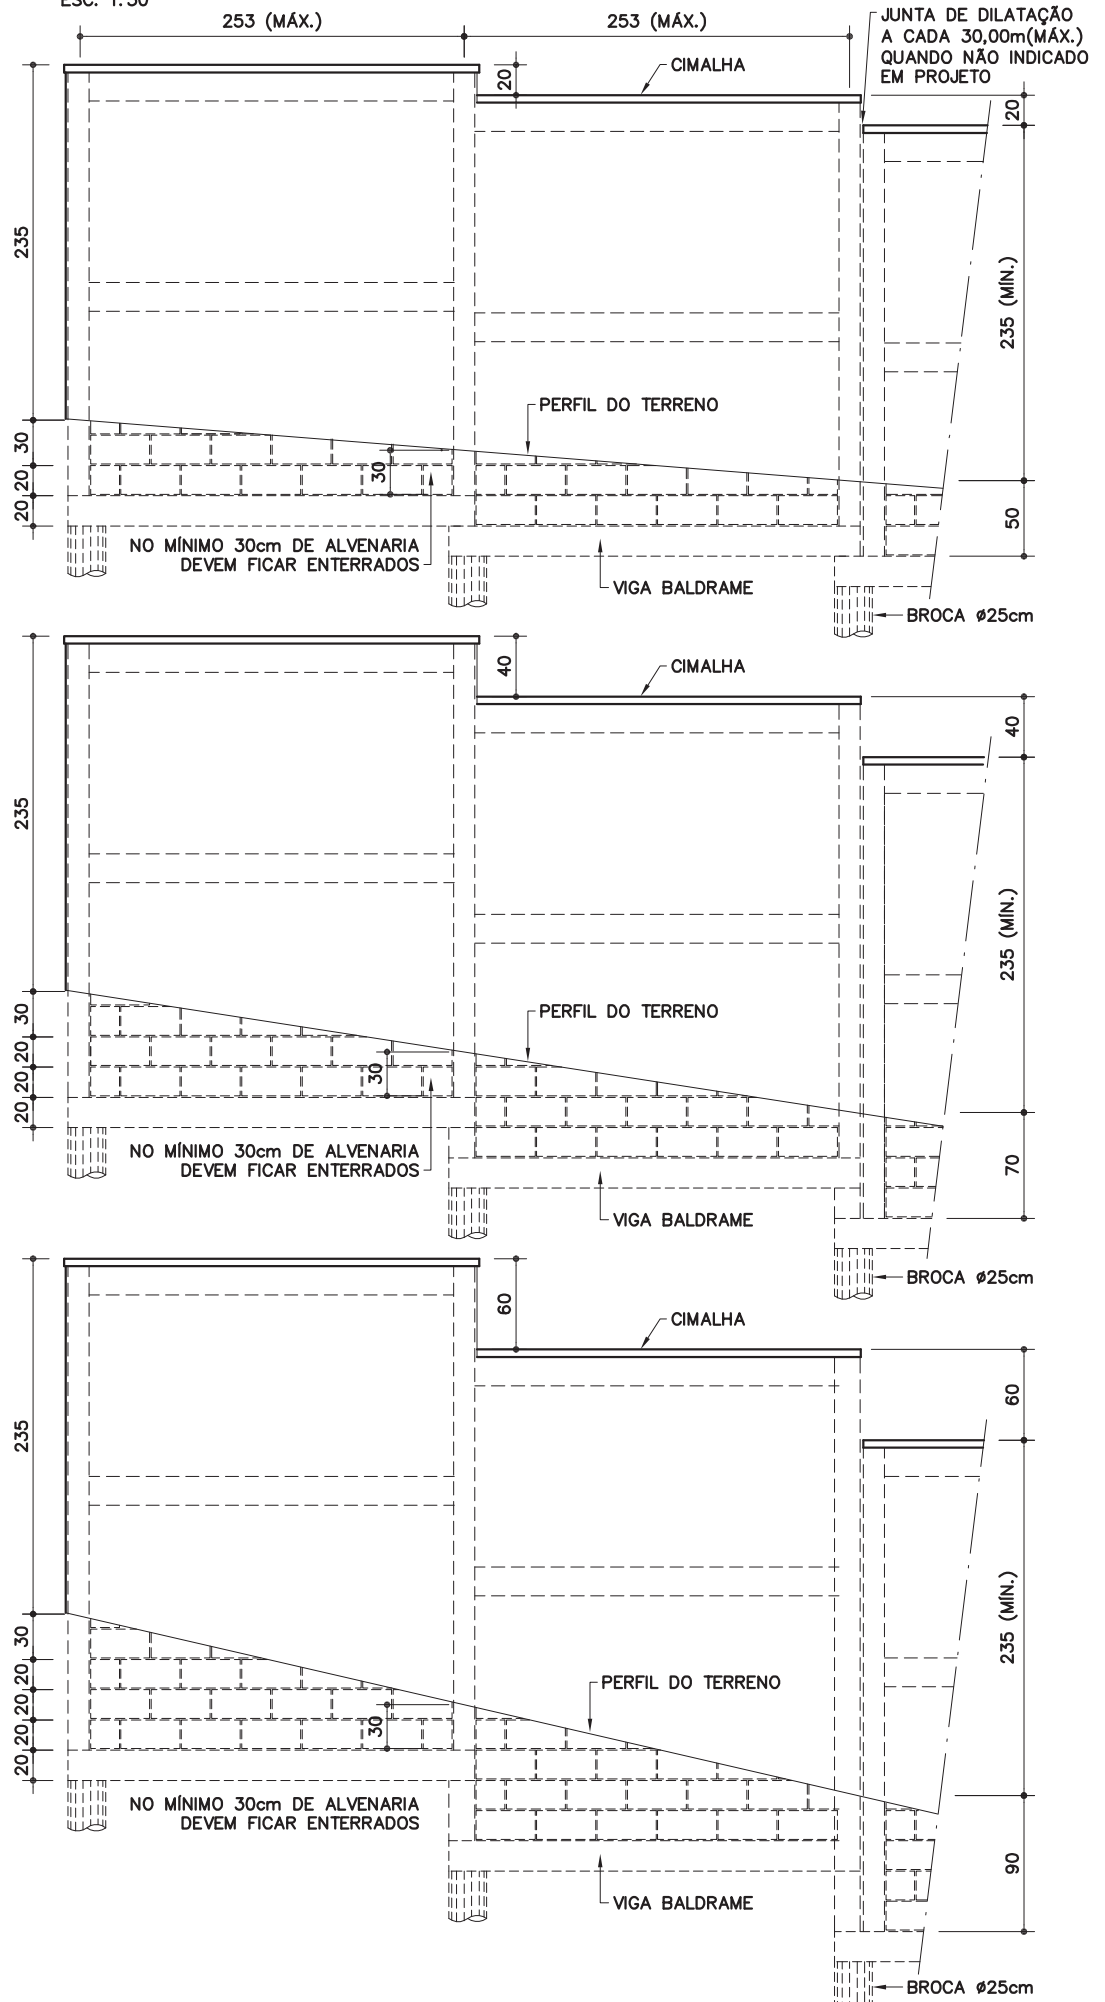 ESC. 1:50
253 (MÁX.)
253 (MÁX.)
JUNTA DE DILATAÇÃO
A CADA 30,00m(MÁX.)
QUANDO NÃO INDICADO
EM PROJETO
20
CIMALHA
20
235
235 (MÍN.)
PERFIL DO TERRENO
30
30
20
20
50
NO MÍNIMO 30cm DE ALVENARIA
DEVEM FICAR ENTERRADOS
VIGA BALDRAME
BROCA ø25cm
40
CIMALHA
40
235
235 (MÍN.)
PERFIL DO TERRENO
30
20
30
20
20
70
NO MÍNIMO 30cm DE ALVENARIA
DEVEM FICAR ENTERRADOS
VIGA BALDRAME
BROCA ø25cm
60
CIMALHA
60
235
235 (MÍN.)
PERFIL DO TERRENO
30
20
20
30
20
20
90
NO MÍNIMO 30cm DE ALVENARIA
DEVEM FICAR ENTERRADOS
VIGA BALDRAME
BROCA ø25cm